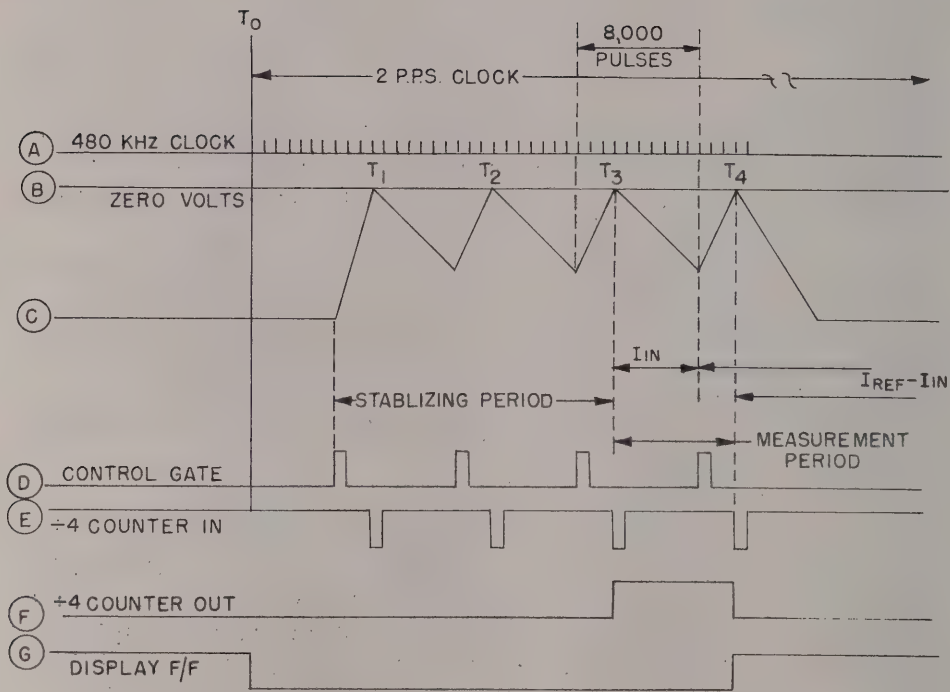 T0
8,000
PULSES
2 P.P.S. CLOCK
A 480 KHZ CLOCK
B T1 T2 T3 T4
ZERO VOLTS
C
IIN
IREF-IIN
STABLIZING PERIOD
MEASUREMENT
PERIOD
D CONTROL GATE
E
÷4 COUNTER IN
÷4 COUNTER OUT
F
G
DISPLAY F/F